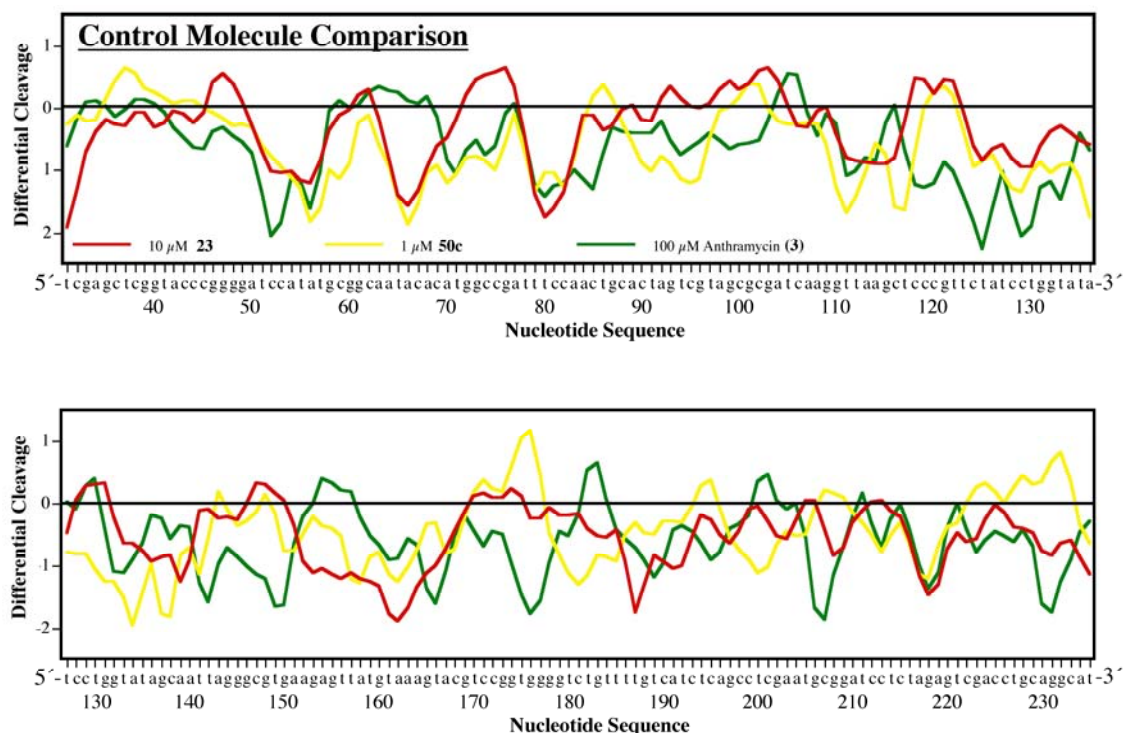 Control Molecule Comparison
Differential Cleavage
1
0
1
2
10 µM 23
1 µM 50c
100 µM Anthramycin (3)
5´-tcgagctcggtacccggggatccatatgcggcaatacacatggccgatttccaactgcactagtcgtagcgcgatcaaggttaagctcccgttctatcctggtata-3´
40 50 60 70 80 90 100 110 120 130
Nucleotide Sequence
Differential Cleavage
1
0
-1
-2
5´-tcctggtatagcaattagggcgtgaagagttatgtaaagtacgtccggtggggtctgttttgtcatctcagcctcgaatgcggatcctctagagtcgacctgcaggcat-3´
130 140 150 160 170 180 190 200 210 220 230
Nucleotide Sequence